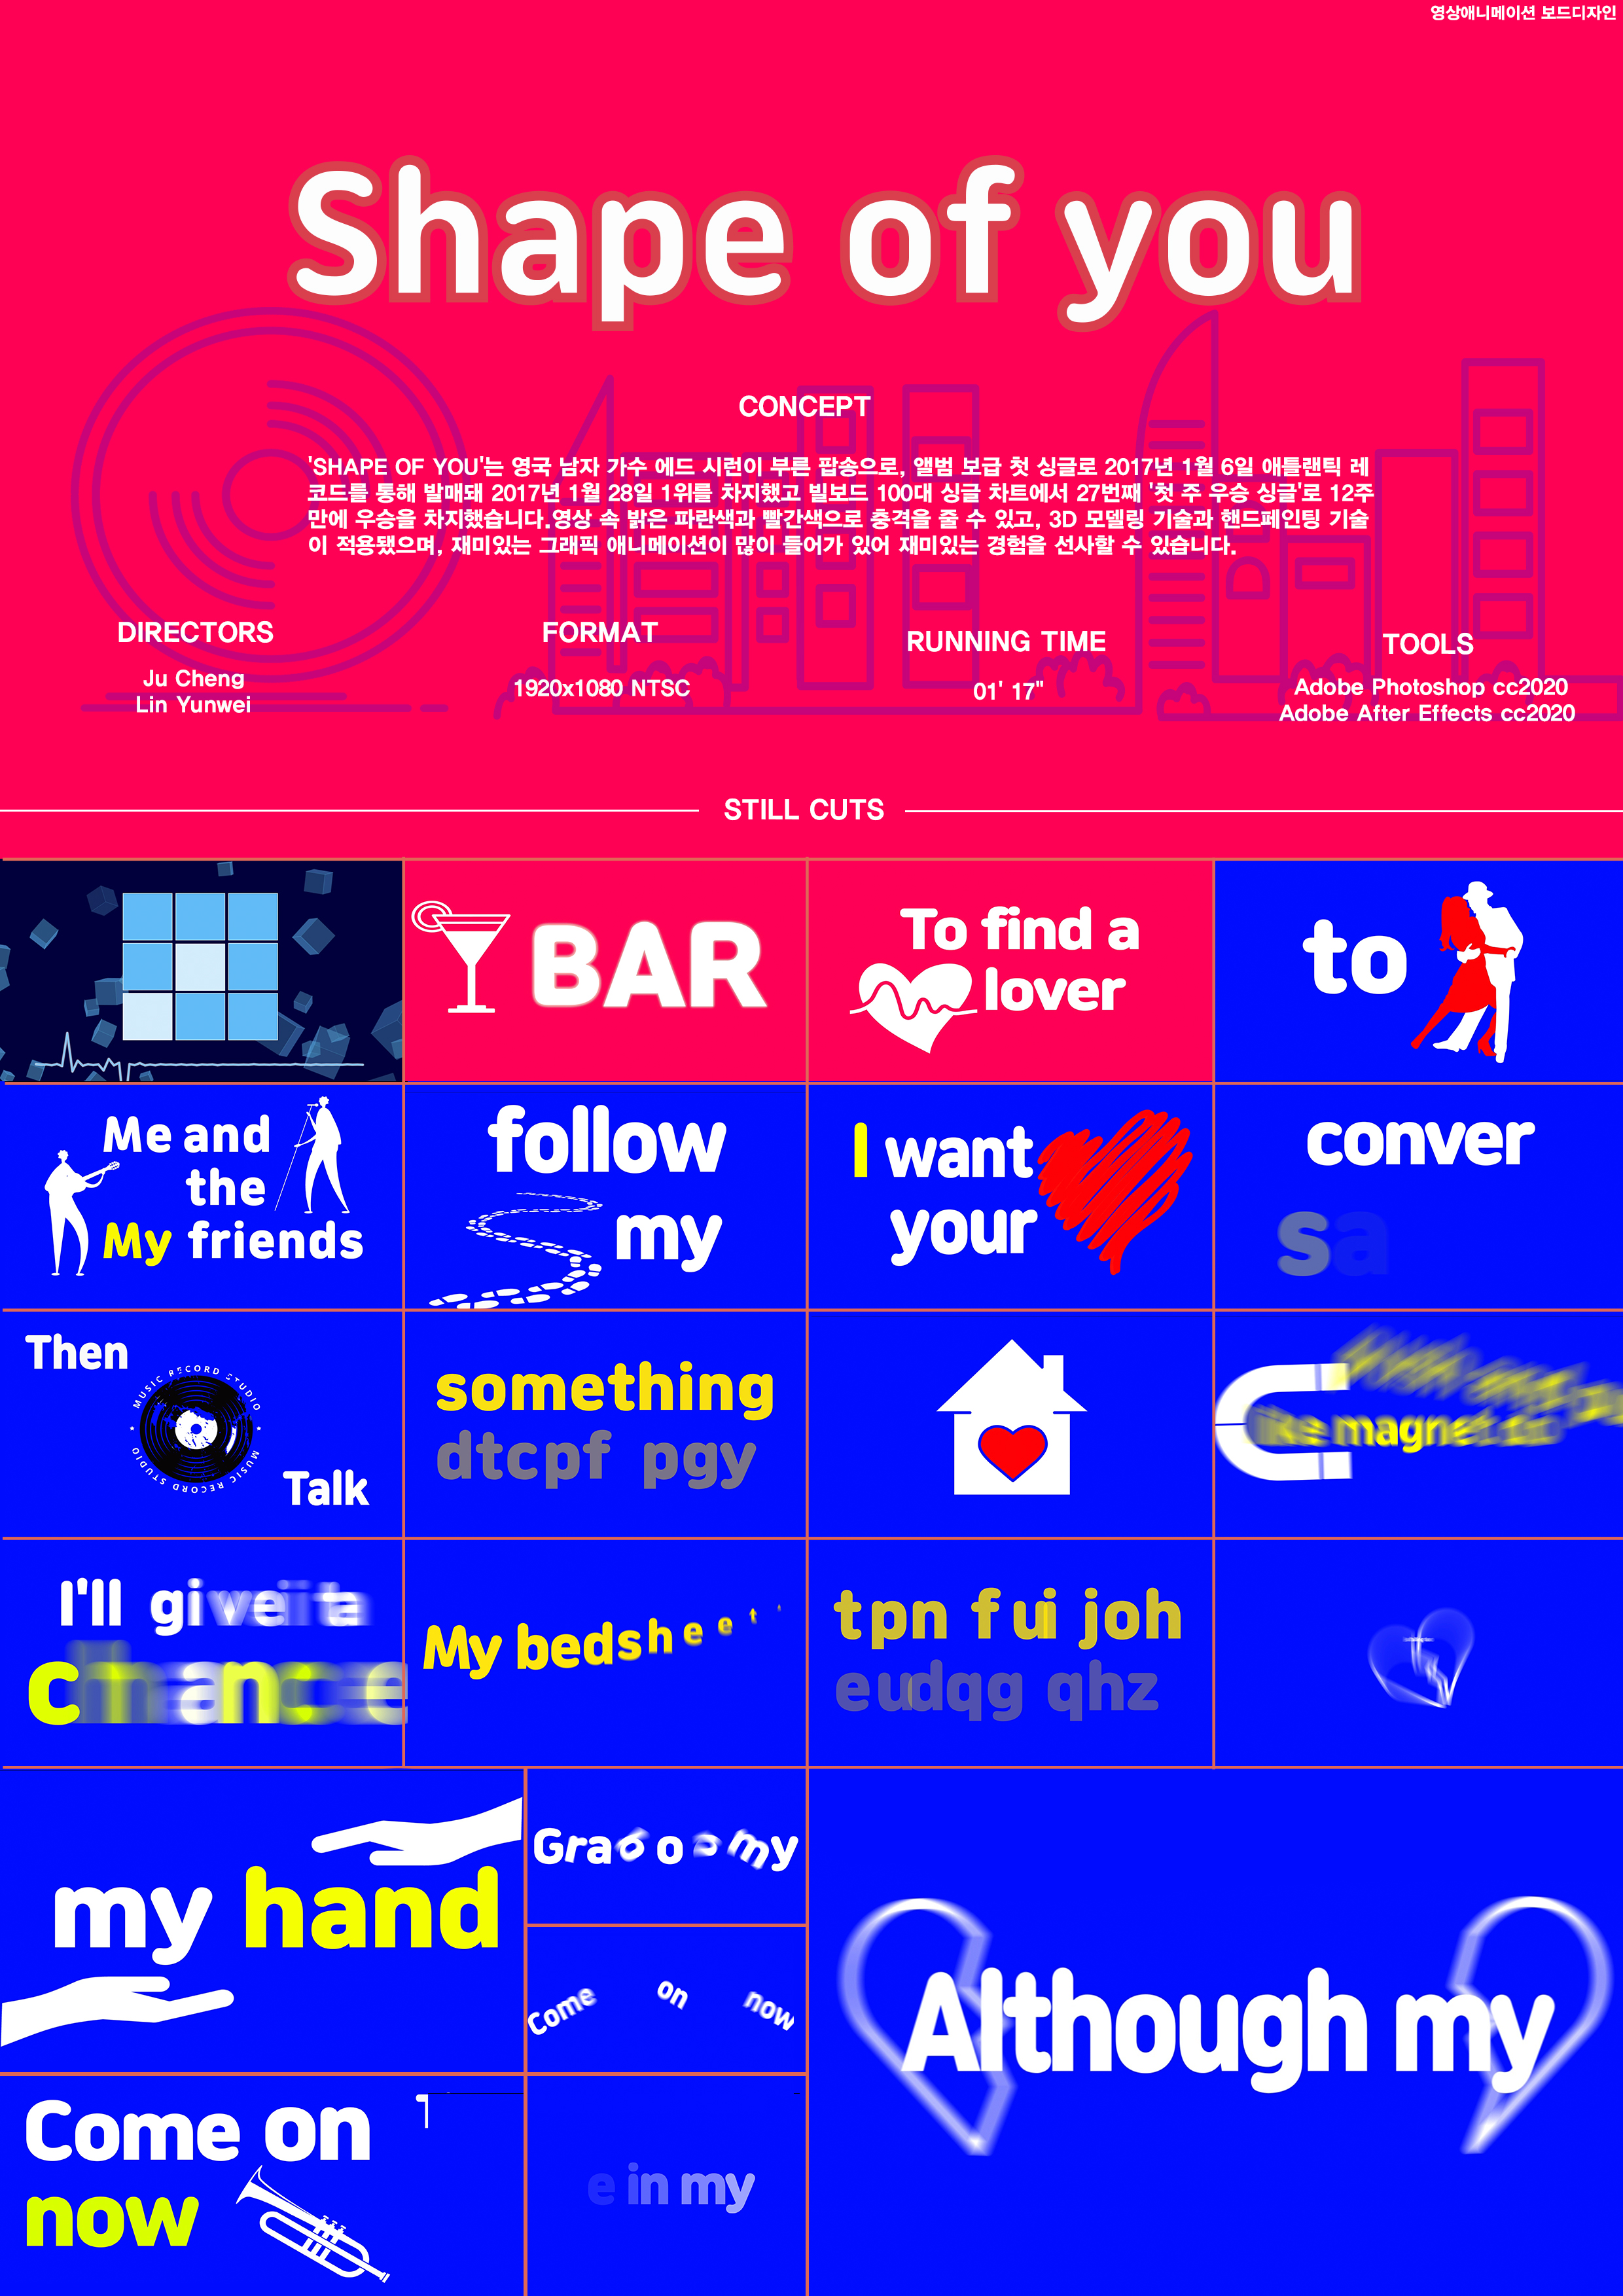 영상애니메이션 보드디자인
Shape of you
CONCEPT
'SHAPE OF YOU'는 영국 남자 가수 에드 시런이 부른 팝송으로, 앨범 보급 첫 싱글로 2017년 1월 6일 애틀랜틱 레
코드를 통해 발매돼 2017년 1월 28일 1위를 차지했고 빌보드 100대 싱글 차트에서 27번째 '첫 주 우승 싱글'로 12주
만에 우승을 차지했습니다.영상 속 밝은 파란색과 빨간색으로 충격을 줄 수 있고, 3D 모델링 기술과 핸드페인팅 기술
이 적용됐으며, 재미있는 그래픽 애니메이션이 많이 들어가 있어 재미있는 경험을 선사할 수 있습니다.
DIRECTORS
Ju Cheng
Lin Yunwei
FORMAT
1920x1080 NTSC
RUNNING TIME
01' 17"
TOOLS
Adobe Photoshop cc2020
Adobe After Effects cc2020
STILL CUTS
BAR
To find a
lover
to
Me and
the
My friends
follow
my
I want
your
conver
sa
Then
MUSIC RECORD STUDIO
MUSIC RECORD STUDIO
Talk
something
dtcpf pgy
like magnet
I'll give it a
chance
My bedsheet
tpn fui joh
eudqg qhz
my hand
Grab o a my
Come on now
Although my
Come on
now
e in my